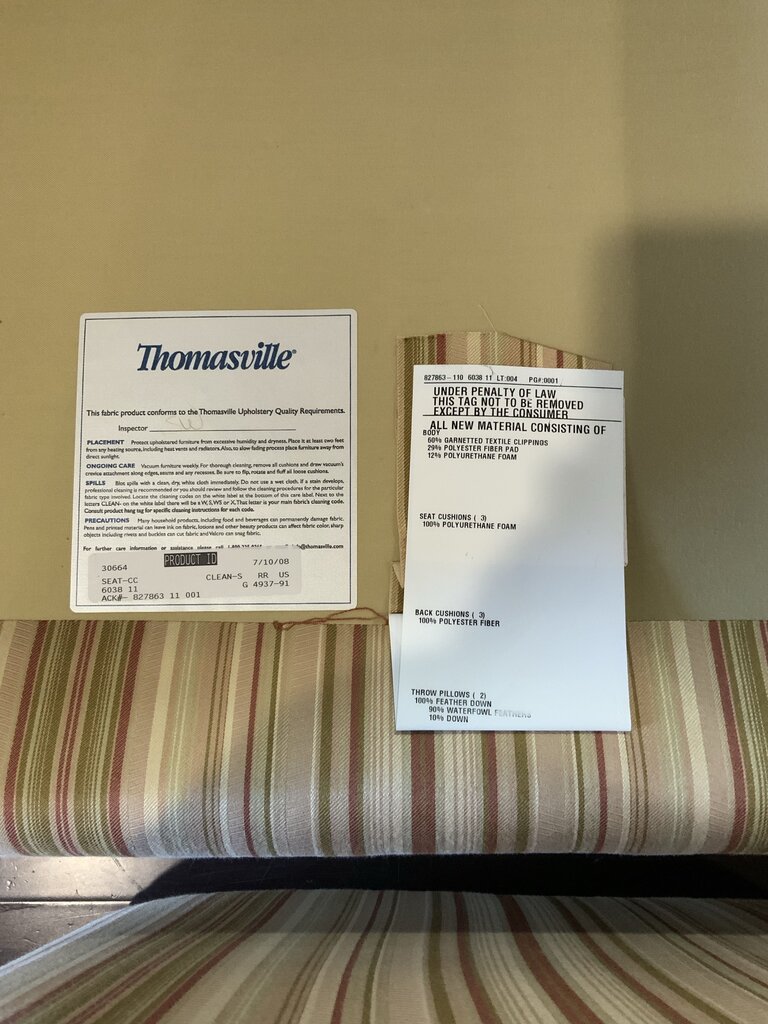 Thomasville®
This fabric product conforms to the Thomasville Upholstery Quality Requirements.
Inspector SW
PLACEMENT Protect upholstered furniture from excessive humidity and dryness. Place it at least two feet
from any heating source, including heat vents and radiators. Also, to slow fading process place furniture away from
direct sunlight.
ONGOING CARE Vacuum furniture weekly. For thorough cleaning, remove all cushions and draw vacuum's
crevice attachment along edges, seams and any recesses. Be sure to flip, rotate and fluff all loose cushions.
SPILLS Blot spills with a clean, dry, white cloth immediately. Do not use a wet cloth. If a stain develops,
professional cleaning is recommended or you should review and follow the cleaning procedures for the particular
fabric type involved. Locate the cleaning codes on the white label at the bottom of this care label. Next to the
letters CLEAN- on the white label there will be a W, S, WS or X. That letter is your main fabric's cleaning code.
Consult product hang tag for specific cleaning instructions for each code.
PRECAUTIONS Many household products, including food and beverages can permanently damage fabric.
Pens and printed material can leave ink on fabric, lotions and other beauty products can affect fabric color, sharp
objects including rivets and buckles can cut fabric and Velcro can snag fabric.
For further care information or assistance please call
PRODUCT ID
30664 7/10/08
SEAT-CC CLEAN-S RR US
6038 11 G 4937-91
ACK#- 827863 11 001
827863-110 6038 11 LT:004 PG#:0001
UNDER PENALTY OF LAW
THIS TAG NOT TO BE REMOVED
EXCEPT BY THE CONSUMER
ALL NEW MATERIAL CONSISTING OF
BODY
60% GARNETTED TEXTILE CLIPPINGS
29% POLYESTER FIBER PAD
12% POLYURETHANE FOAM
SEAT CUSHIONS ( 3)
100% POLYURETHANE FOAM
BACK CUSHIONS ( 3)
100% POLYESTER FIBER
THROW PILLOWS ( 2)
100% FEATHER DOWN
90% WATERFOWL FEATHERS
10% DOWN